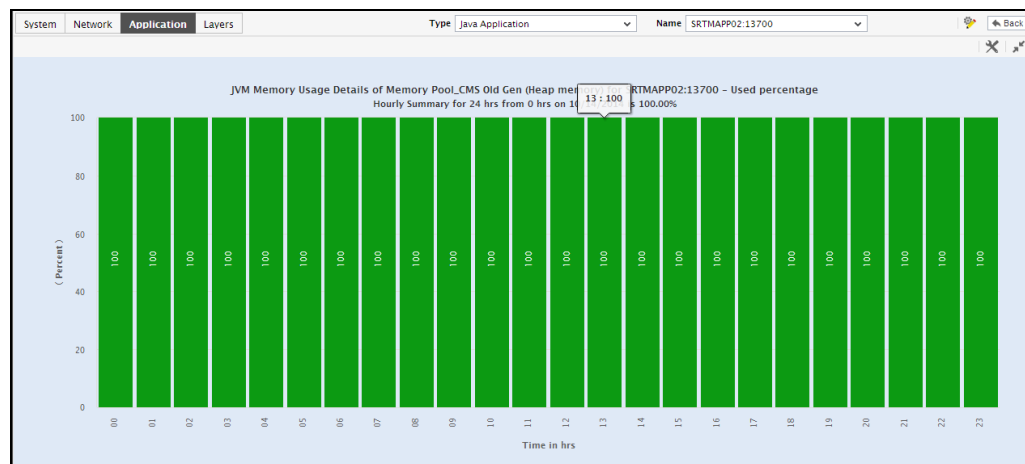 System Network Application Layers Type Java Application Name SRTMAPP02:13700 Back
JVM Memory Usage Details of Memory Pool_CMS Old Gen (Heap memory) for SRTMAPP02:13700 - Used percentage
Hourly Summary for 24 hrs from 0 hrs on is 100.00%
13 : 100
100
80
60
40
20
0
( Percent )
100 100 100 100 100 100 100 100 100 100 100 100 100 100 100 100 100 100 100 100 100 100 100 100
00 01 02 03 04 05 06 07 08 09 10 11 12 13 14 15 16 17 18 19 20 21 22 23
Time in hrs